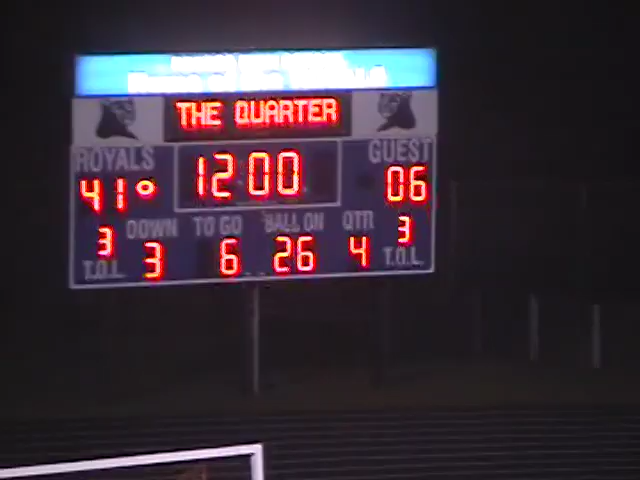 THE QUARTER
ROYALS 12:00 GUEST
41° 06
3 DOWN TO GO BALL ON QTR 3
T.O.L. 3 6 26 4 T.O.L.